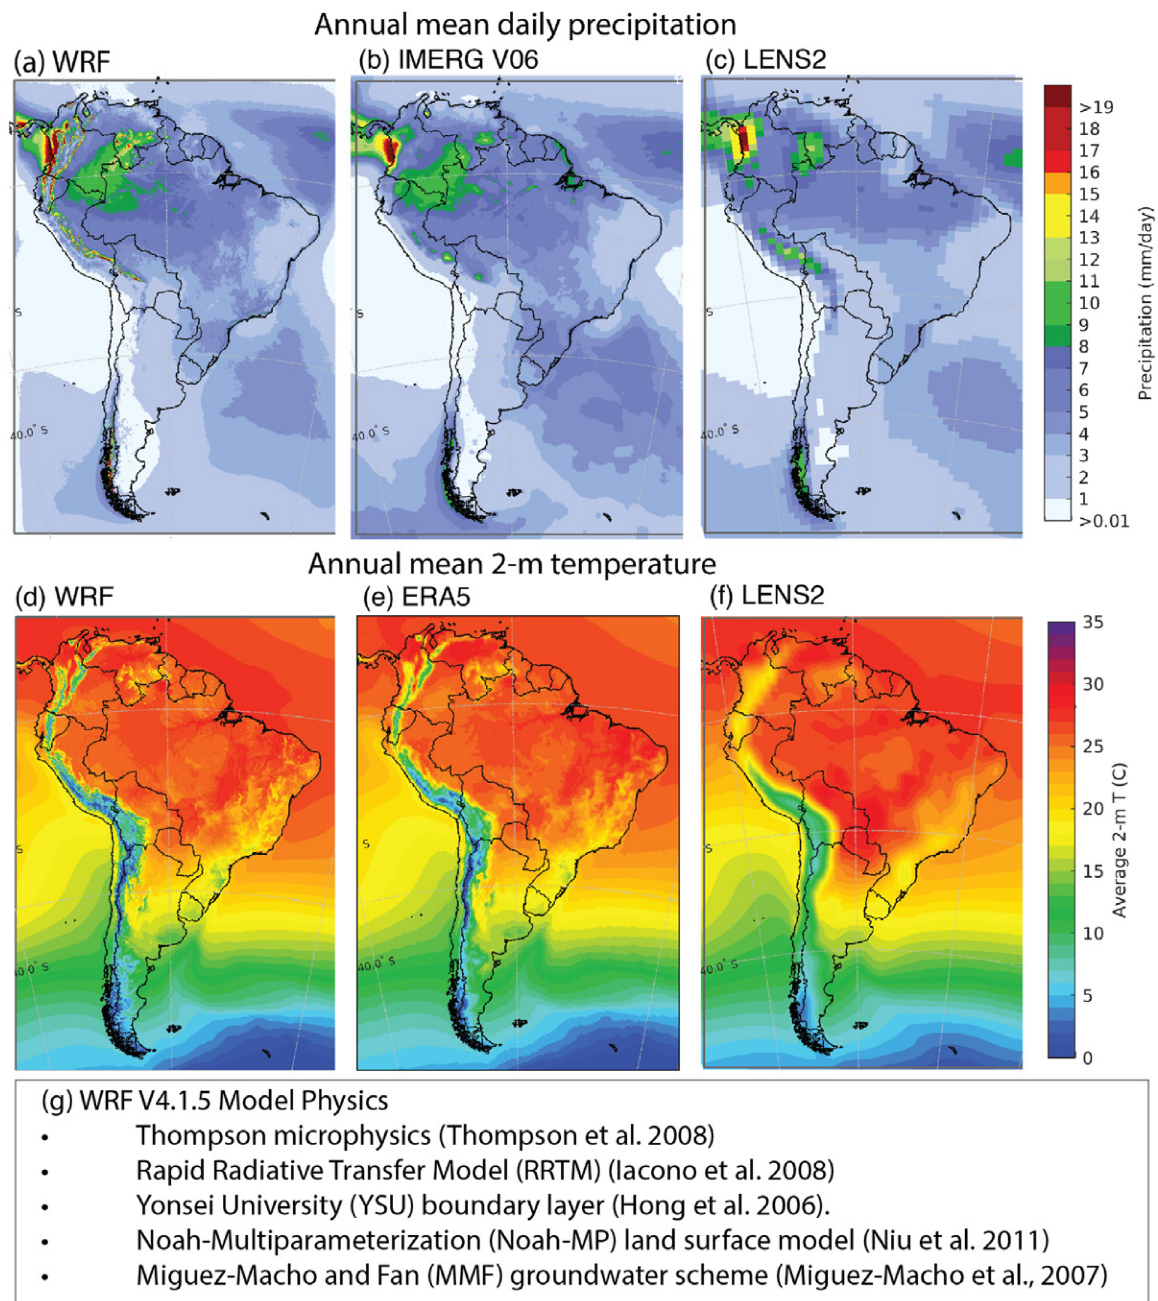 Annual mean daily precipitation
(a) WRF
(b) IMERG V06
(c) LENS2
>19
18
17
16
15
14
13
12
11
10
9
8
7
6
5
4
3
2
1
>0.01
Precipitation (mm/day)
S
S
S
40.0° S
40.0° S
40.0° S
Annual mean 2-m temperature
(d) WRF
(e) ERA5
(f) LENS2
35
30
25
20
15
10
5
0
Average 2-m T (C)
S
S
S
40.0° S
40.0° S
40.0° S
(g) WRF V4.1.5 Model Physics
• Thompson microphysics (Thompson et al. 2008)
• Rapid Radiative Transfer Model (RRTM) (Iacono et al. 2008)
• Yonsei University (YSU) boundary layer (Hong et al. 2006).
• Noah-Multiparameterization (Noah-MP) land surface model (Niu et al. 2011)
• Miguez-Macho and Fan (MMF) groundwater scheme (Miguez-Macho et al., 2007)